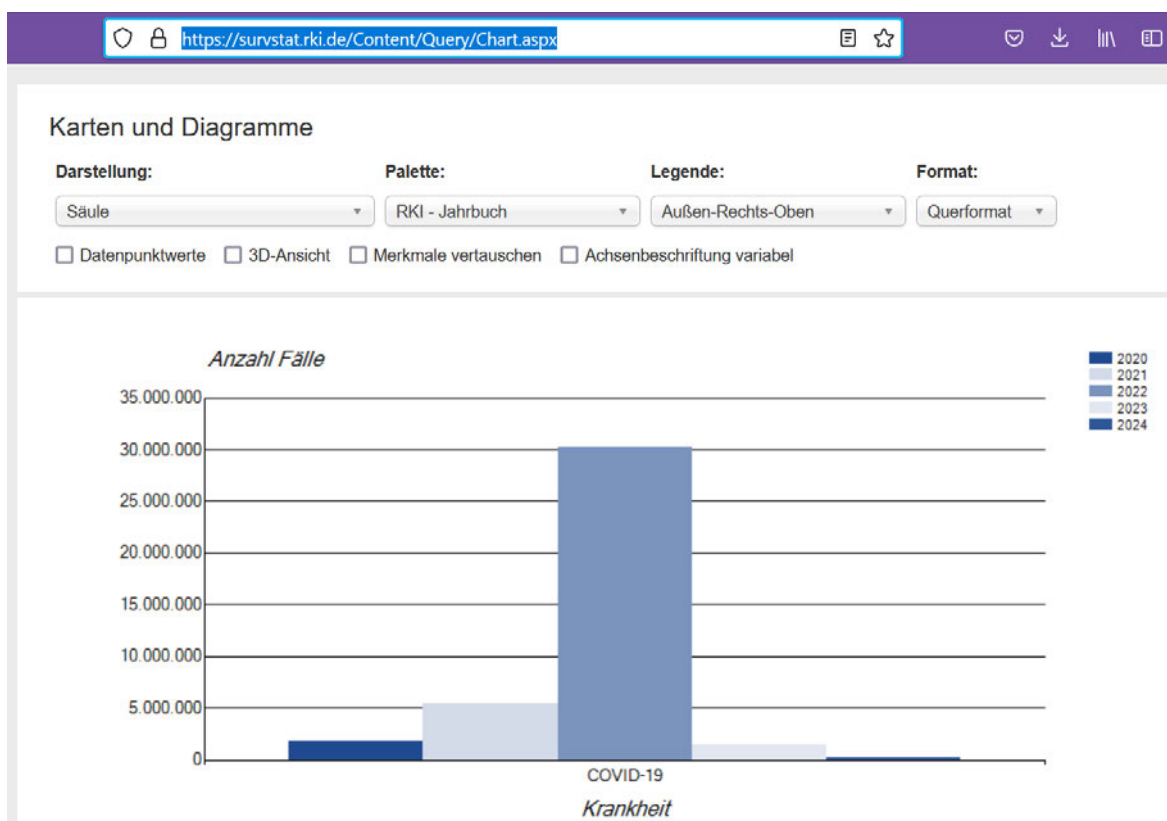 https://survstat.rki.de/Content/Query/Chart.aspx
Karten und Diagramme
Darstellung: Palette: Legende: Format:
Säule RKI - Jahrbuch Außen-Rechts-Oben Querformat
Datenpunktwerte 3D-Ansicht Merkmale vertauschen Achsenbeschriftung variabel
Anzahl Fälle
2020
2021
2022
2023
2024
35.000.000
30.000.000
25.000.000
20.000.000
15.000.000
10.000.000
5.000.000
0
COVID-19
Krankheit